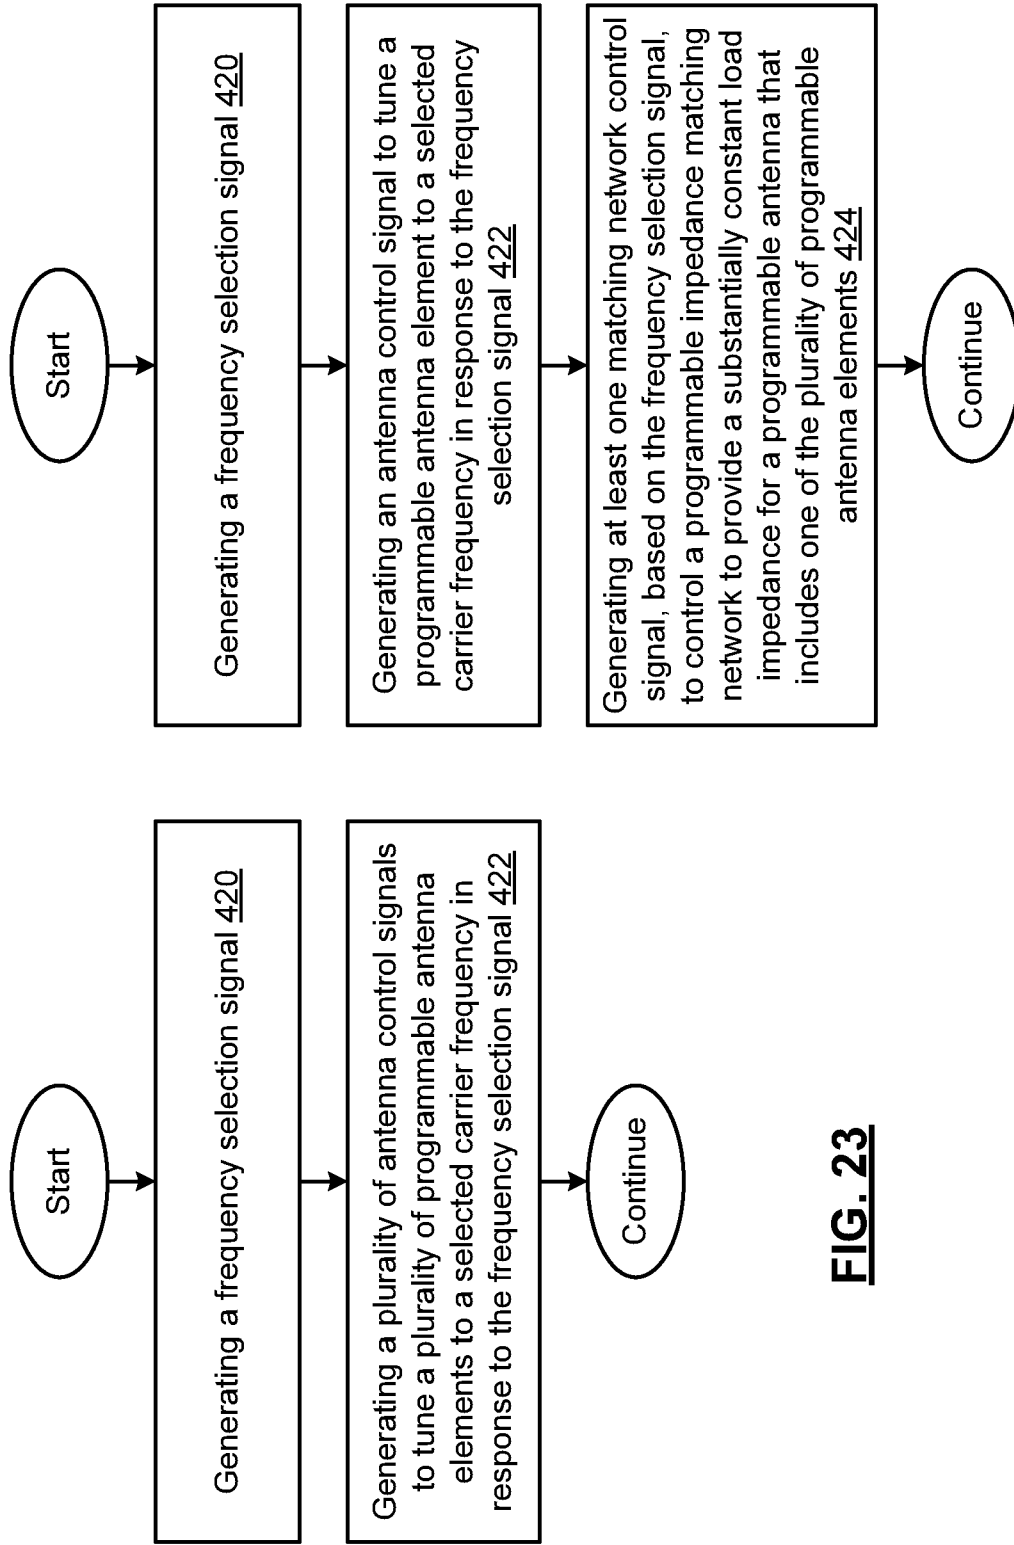 Start
Generating a frequency selection signal 420
Generating a plurality of antenna control signals
to tune a plurality of programmable antenna
elements to a selected carrier frequency in
response to the frequency selection signal 422
Continue
FIG. 23
Start
Generating a frequency selection signal 420
Generating an antenna control signal to tune a
programmable antenna element to a selected
carrier frequency in response to the frequency
selection signal 422
Generating at least one matching network control
signal, based on the frequency selection signal,
to control a programmable impedance matching
network to provide a substantially constant load
impedance for a programmable antenna that
includes one of the plurality of programmable
antenna elements 424
Continue